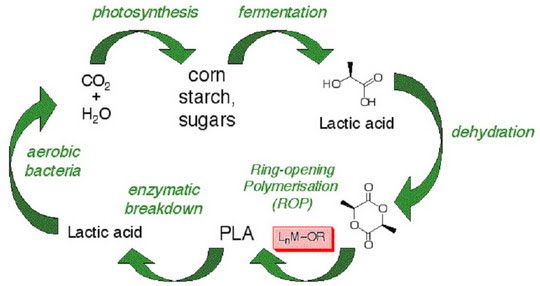 photosynthesis
fermentation
CO2
+
H2O
corn
starch,
sugars
HO
O
OH
Lactic acid
dehydration
aerobic
bacteria
enzymatic
breakdown
Ring-opening
Polymerisation
(ROP)
O
O
O
O
Lactic acid
PLA
LnM–OR